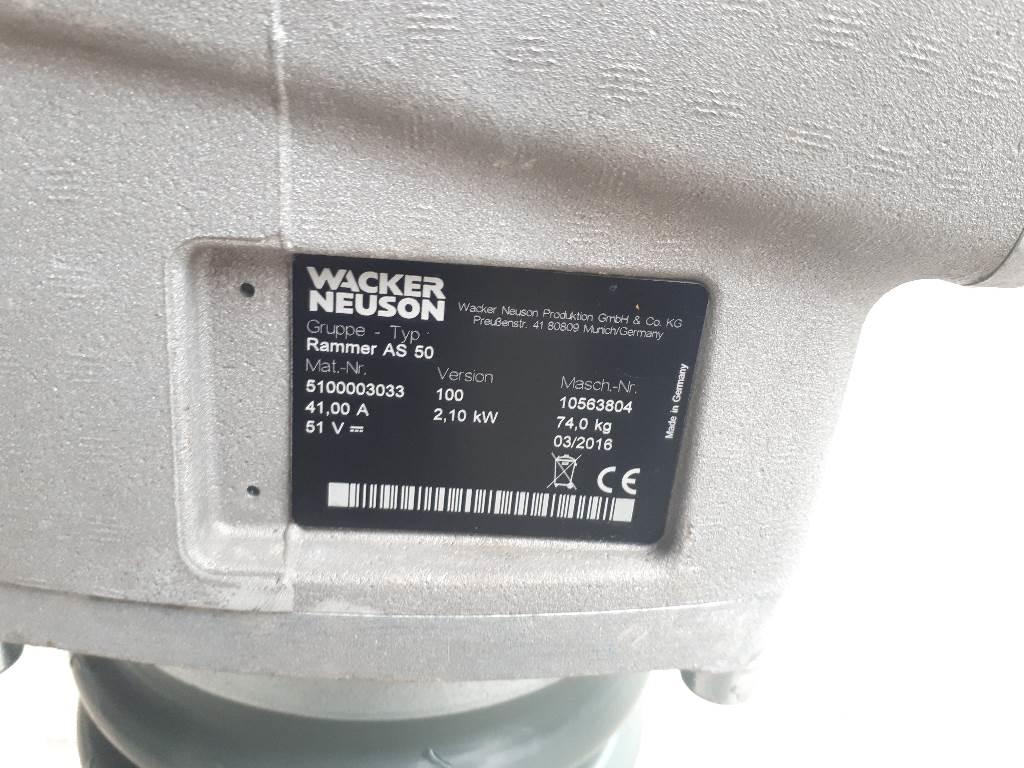 WACKER
NEUSON
Wacker Neuson Produktion GmbH & Co. KG
Preußenstr. 41 80809 Munich/Germany
Gruppe - Typ
Rammer AS 50
Mat.-Nr. Version Masch.-Nr.
5100003033 100 10563804
41,00 A 2,10 kW 74,0 kg
51 V 03/2016
CE
Made in Germany